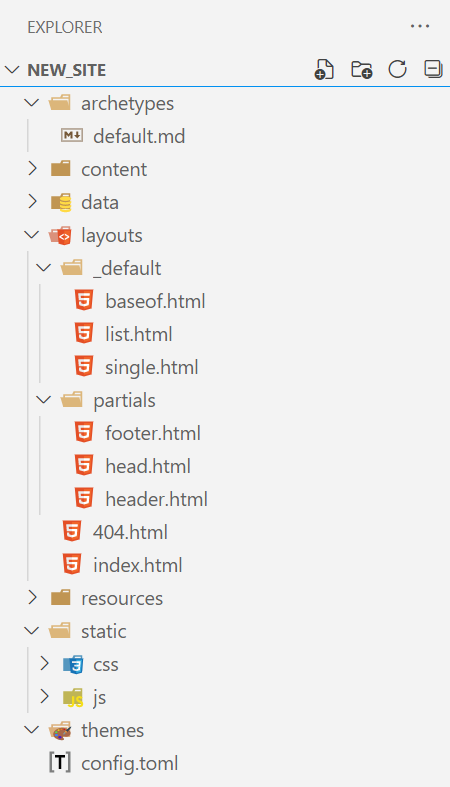 EXPLORER
NEW_SITE
archetypes
default.md
content
data
layouts
_default
baseof.html
list.html
single.html
partials
footer.html
head.html
header.html
404.html
index.html
resources
static
css
js
themes
config.toml